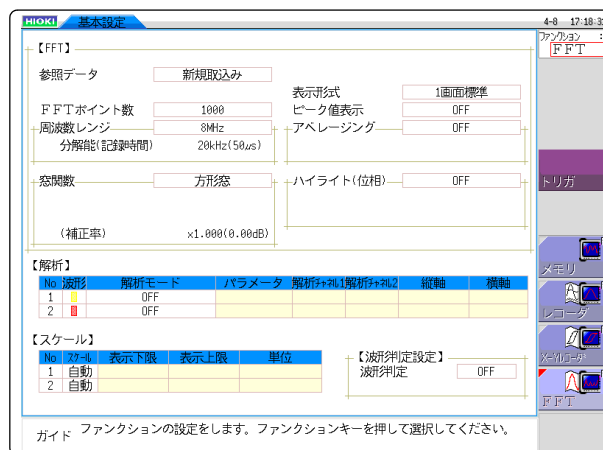 HIOKI 基本設定 4-8 17:18:3
ファンクション :
FFT
【FFT】
参照データ 新規取込み
表示形式 1画面標準
FFTポイント数 1000 ピーク値表示 OFF
周波数レンジ 8MHz アベレージング OFF
分解能(記録時間) 20kHz(50us)
窓関数 方形窓 ハイライト(位相) OFF
トリガ
(補正率) x1.000(0.00dB)
【解析】
メモリ
No 波形 解析モード パラメータ 解析チャネル1 解析チャネル2 縦軸 横軸
1 OFF
2 OFF
レコーダ
【スケール】
No スケール 表示下限 表示上限 単位 【波形判定設定】
X-Yレコーダ
1 自動 波形判定 OFF
2 自動
FFT
ガイド ファンクションの設定をします。ファンクションキーを押して選択してください。